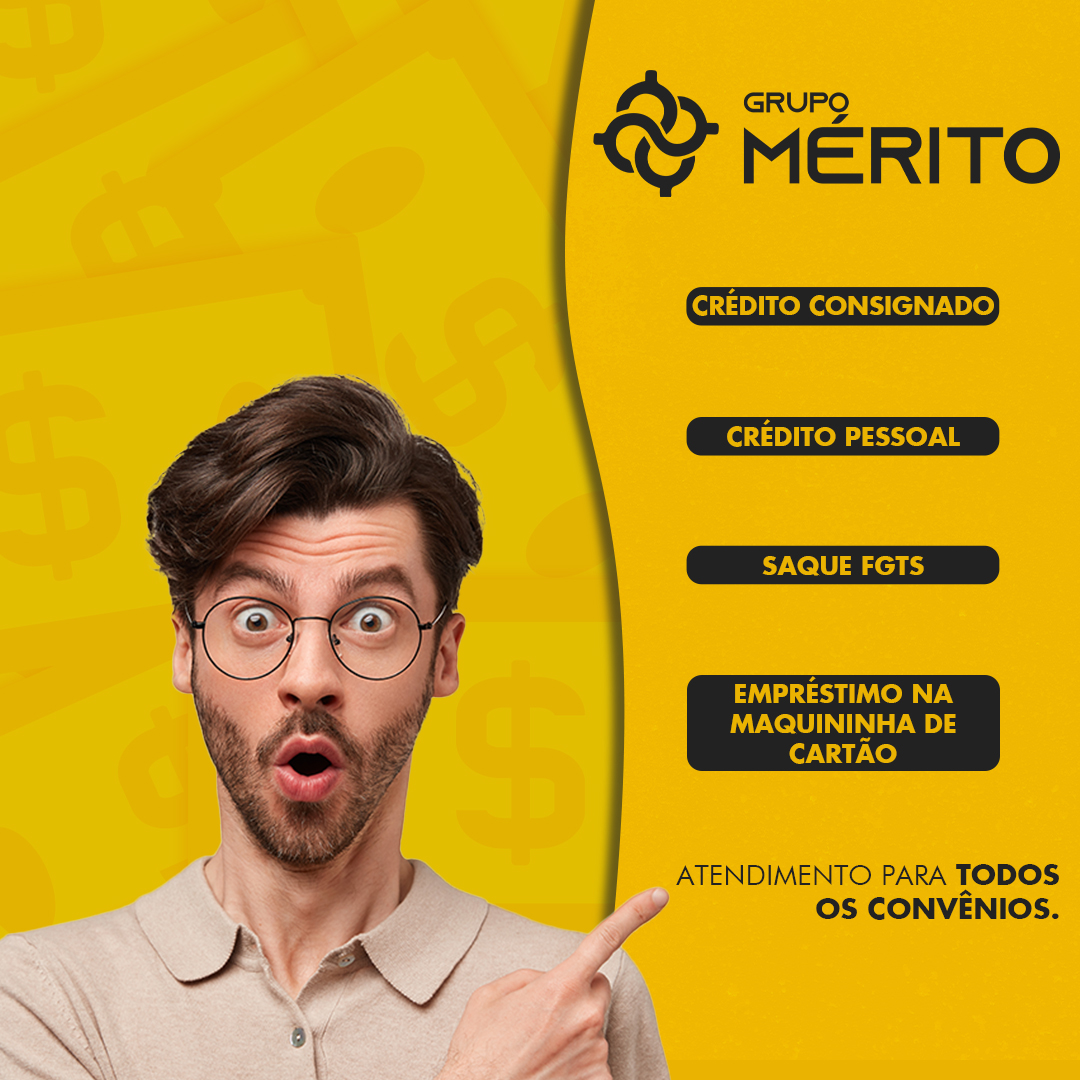 GRUPO
MÉRITO
CRÉDITO CONSIGNADO
CRÉDITO PESSOAL
SAQUE FGTS
EMPRÉSTIMO NA
MAQUININHA DE
CARTÃO
ATENDIMENTO PARA TODOS
OS CONVÊNIOS.